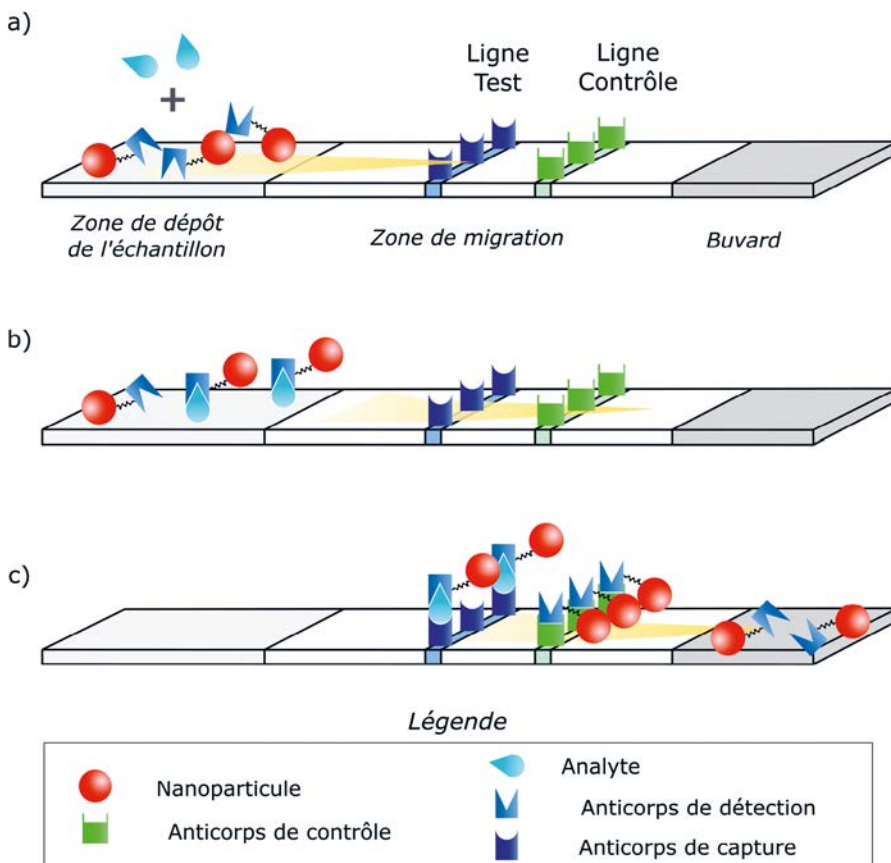 a)
Ligne
Test
Ligne
Contrôle
+
Zone de dépôt
de l'échantillon
Zone de migration
Buvard
b)
c)
Légende
Nanoparticule
Anticorps de contrôle
Analyte
Anticorps de détection
Anticorps de capture